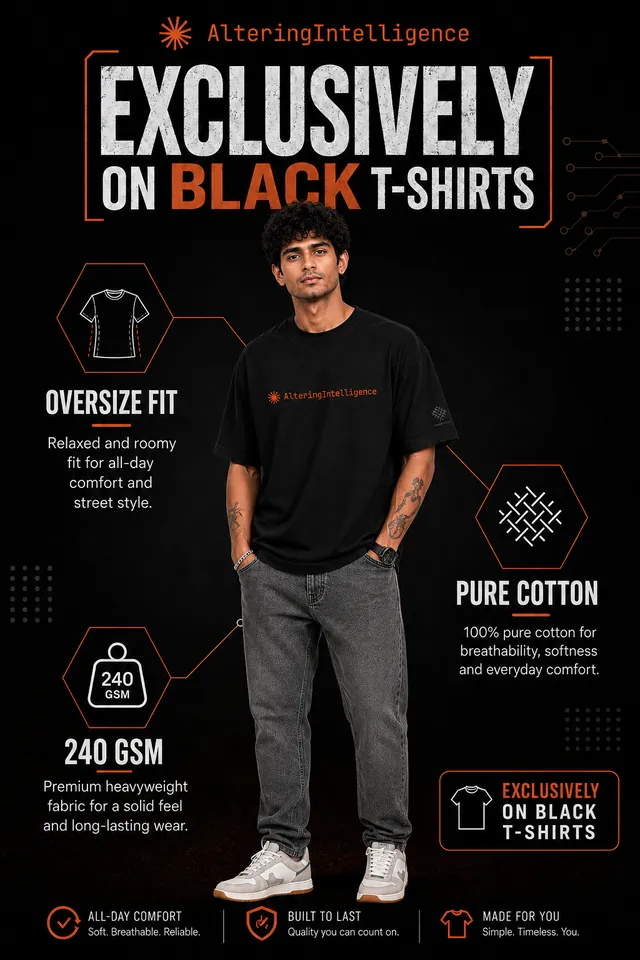 AlteringIntelligence
EXCLUSIVELY
ON BLACK T-SHIRTS
OVERSIZE FIT
Relaxed and roomy
fit for all-day
comfort and
street style.
AlteringIntelligence
PURE COTTON
100% pure cotton for
breathability, softness
and everyday comfort.
240
GSM
240 GSM
Premium heavyweight
fabric for a solid feel
and long-lasting wear.
EXCLUSIVELY
ON BLACK
T-SHIRTS
ALL-DAY COMFORT
Soft. Breathable. Reliable.
BUILT TO LAST
Quality you can count on.
MADE FOR YOU
Simple. Timeless. You.